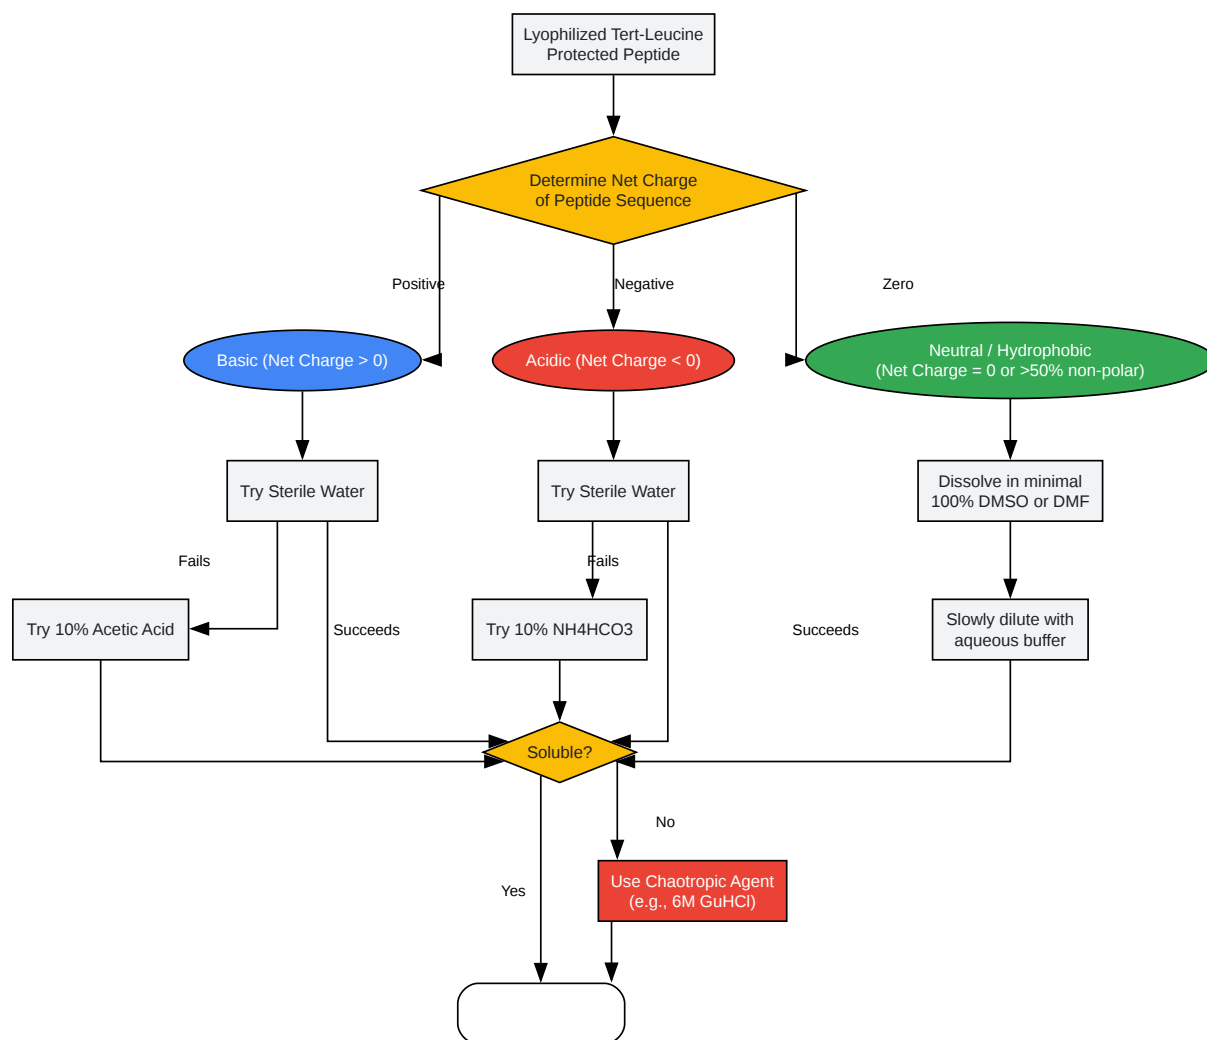 Lyophilized Tert-Leucine
Protected Peptide
Determine Net Charge
of Peptide Sequence
Positive
Negative
Zero
Basic (Net Charge > 0)
Acidic (Net Charge < 0)
Neutral / Hydrophobic
(Net Charge = 0 or >50% non-polar)
Try Sterile Water
Try Sterile Water
Dissolve in minimal
100% DMSO or DMF
Fails
Fails
Try 10% Acetic Acid
Succeeds
Try 10% NH4HCO3
Succeeds
Slowly dilute with
aqueous buffer
Soluble?
No
Yes
Use Chaotropic Agent
(e.g., 6M GuHCl)